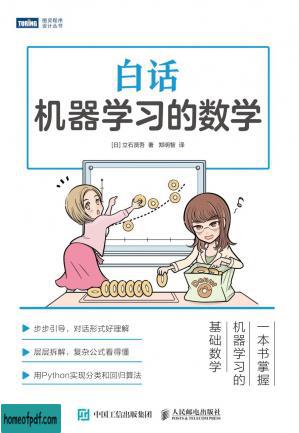 TURING
图灵程序
设计丛书
白话
机器学习的数学
[日] 立石贤吾 著 郑明智 译
一本书掌握
机器学习的
基础数学
步步引导，对话形式好理解
层层拆解，复杂公式看得懂
用Python实现分类和回归算法
中国工信出版集团
人民邮电出版社
homeofpdf.com